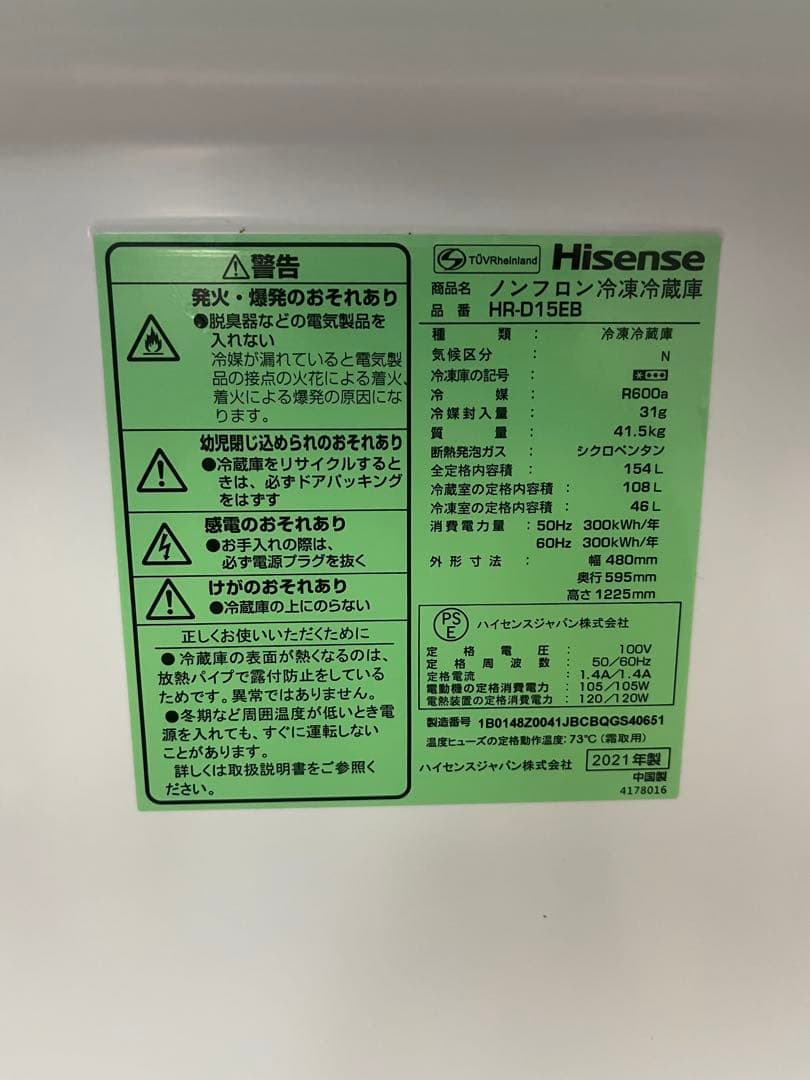 警告
発火・爆発のおそれあり
●脱臭器などの電気製品を
入れない
冷媒が漏れていると電気製
品の接点の火花による着火、
着火による爆発の原因にな
ります。
幼児閉じ込められのおそれあり
●冷蔵庫をリサイクルすると
きは、必ずドアパッキング
をはずす
感電のおそれあり
●お手入れの際は、
必ず電源プラグを抜く
けがのおそれあり
●冷蔵庫の上にのらない
正しくお使いいただくために
● 冷蔵庫の表面が熱くなるのは、
放熱パイプで露付防止をしている
ためです。異常ではありません。
● 冬期など周囲温度が低いとき電
源を入れても、すぐに運転しない
ことがあります。
詳しくは取扱説明書をご参照く
ださい。
TÜVRheinland Hisense
商品名 ノンフロン冷凍冷蔵庫
品番 HR-D15EB
種類 : 冷凍冷蔵庫
気候区分 : N
冷凍庫の記号 :
冷媒 : R600a
冷媒封入量 : 31g
質量 : 41.5kg
断熱発泡ガス : シクロペンタン
全定格内容積 : 154L
冷蔵室の定格内容積 : 108L
冷凍室の定格内容積 : 46L
消費電力量 : 50Hz 300kWh/年
60Hz 300kWh/年
外形寸法 : 幅 480mm
奥行 595mm
高さ 1225mm
PSE ハイセンスジャパン株式会社
定格電圧 : 100V
定格周波数 : 50/60Hz
定格電流 : 1.4A/1.4A
電動機の定格消費電力 : 105/105W
電熱装置の定格消費電力 : 120/120W
製造番号 1B0148Z0041JBCBQGS40651
温度ヒューズの定格動作温度:73℃(霜取用)
ハイセンスジャパン株式会社 2021年製
中国製
4178016